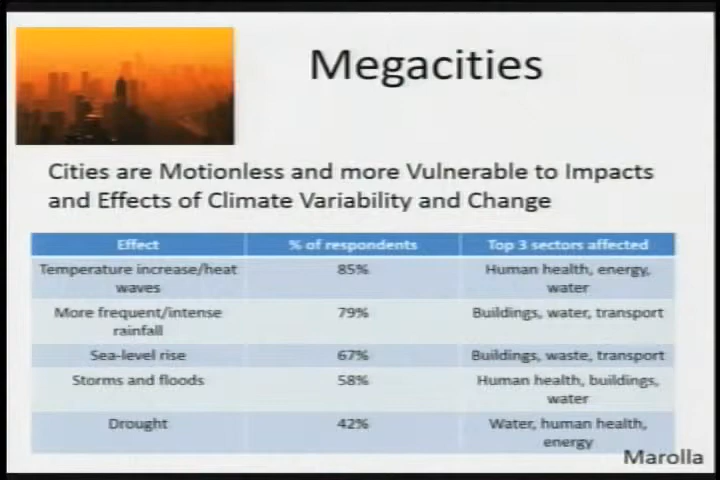 Megacities
Cities are Motionless and more Vulnerable to Impacts
and Effects of Climate Variability and Change
Effect % of respondents Top 3 sectors affected
Temperature increase/heat waves 85% Human health, energy, water
More frequent/intense rainfall 79% Buildings, water, transport
Sea-level rise 67% Buildings, waste, transport
Storms and floods 58% Human health, buildings, water
Drought 42% Water, human health, energy
Marolla